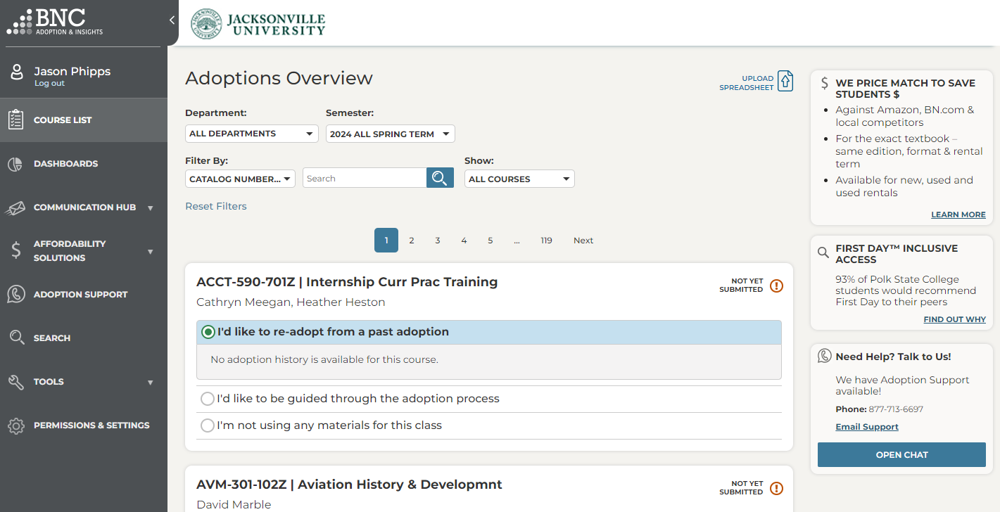 BNC
ADOPTION & INSIGHTS
Jason Phipps
Log out
COURSE LIST
DASHBOARDS
COMMUNICATION HUB
AFFORDABILITY
SOLUTIONS
ADOPTION SUPPORT
SEARCH
TOOLS
PERMISSIONS & SETTINGS
JACKSONVILLE
UNIVERSITY
Adoptions Overview
UPLOAD
SPREADSHEET
Department:
Semester:
ALL DEPARTMENTS
2024 ALL SPRING TERM
Filter By:
Show:
CATALOG NUMBER...
Search
ALL COURSES
Reset Filters
1 2 3 4 5 ... 119 Next
ACCT-590-701Z | Internship Curr Prac Training
NOT YET
SUBMITTED
Cathryn Meegan, Heather Heston
I'd like to re-adopt from a past adoption
No adoption history is available for this course.
I'd like to be guided through the adoption process
I'm not using any materials for this class
AVM-301-102Z | Aviation History & Developmnt
NOT YET
SUBMITTED
David Marble
WE PRICE MATCH TO SAVE
STUDENTS $
• Against Amazon, BN.com &
local competitors
• For the exact textbook –
same edition, format & rental
term
• Available for new, used and
used rentals
LEARN MORE
FIRST DAY™ INCLUSIVE
ACCESS
93% of Polk State College
students would recommend
First Day to their peers
FIND OUT WHY
Need Help? Talk to Us!
We have Adoption Support
available!
Phone: 877-713-6697
Email Support
OPEN CHAT